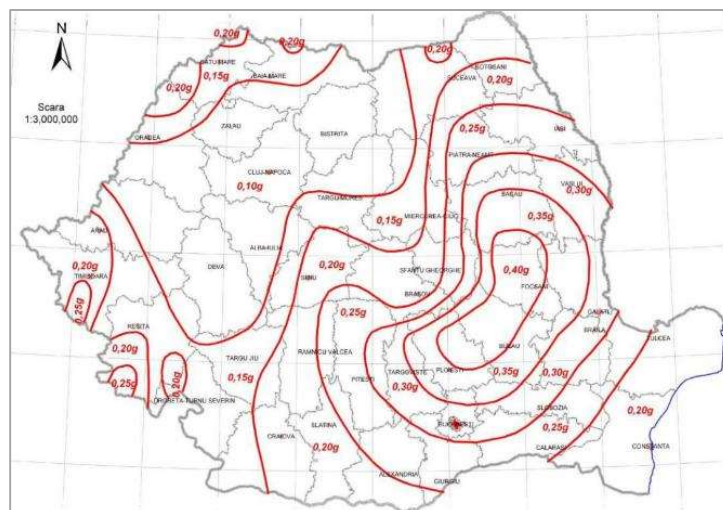 N
Scara
1:3,000,000
0,20g
0,20g
SATU MARE
0,15g
BAIA-MARE
0,20g
0,20g
BOTOSANI
SUCEAVA
0,20g
ORADEA
ZALAU
BISTRITA
0,25g
IASI
PIATRA-NEAMT
CLUJ-NAPOCA
0,10g
VASLUI
0,30g
TARGU-MURES
BACAU
0,15g
MIERCUREA-CIUC
0,35g
ARAD
ALBA-IULIA
0,20g
TIMISOARA
DEVA
0,20g
SIBIU
SFANTU GHEORGHE
0,40g
FOCSANI
BRASOV
0,25g
0,25g
GALATI
RESITA
BRAILA
TULCEA
0,20g
BUZAU
TARGU JIU
RAMNICU VALCEA
0,25g
0,20g
0,15g
PITESTI
TARGOVISTE
PLOIESTI
0,35g
0,30g
0,30g
DROBETA-TURNU SEVERIN
SLOBOZIA
0,20g
SLATINA
BUCURESTI
0,25g
CRAIOVA
0,20g
CALARASI
CONSTANTA
ALEXANDRIA
GIURGIU